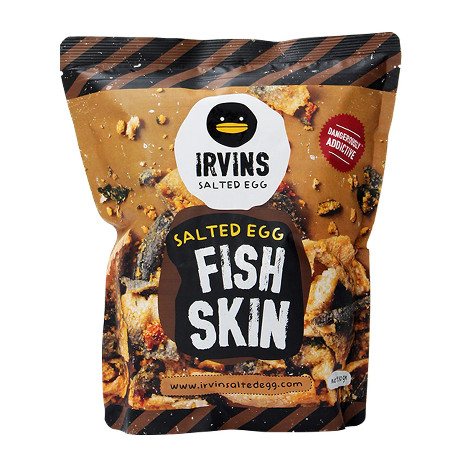 IRVINS
SALTED EGG
DANGEROUSLY
ADDICTIVE
SALTED EGG
FISH
SKIN
www.irvinsaltedegg.com